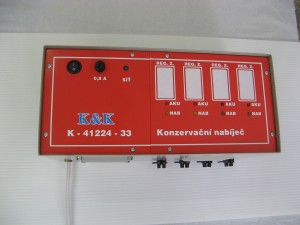 REG. Ž. REG. Ž. REG. Ž. REG. Ž.
0,8 A SÍŤ
AKU AKU AKU AKU
NAB NAB NAB NAB
K&K
K - 41224 - 33 Konzervační nabíječ